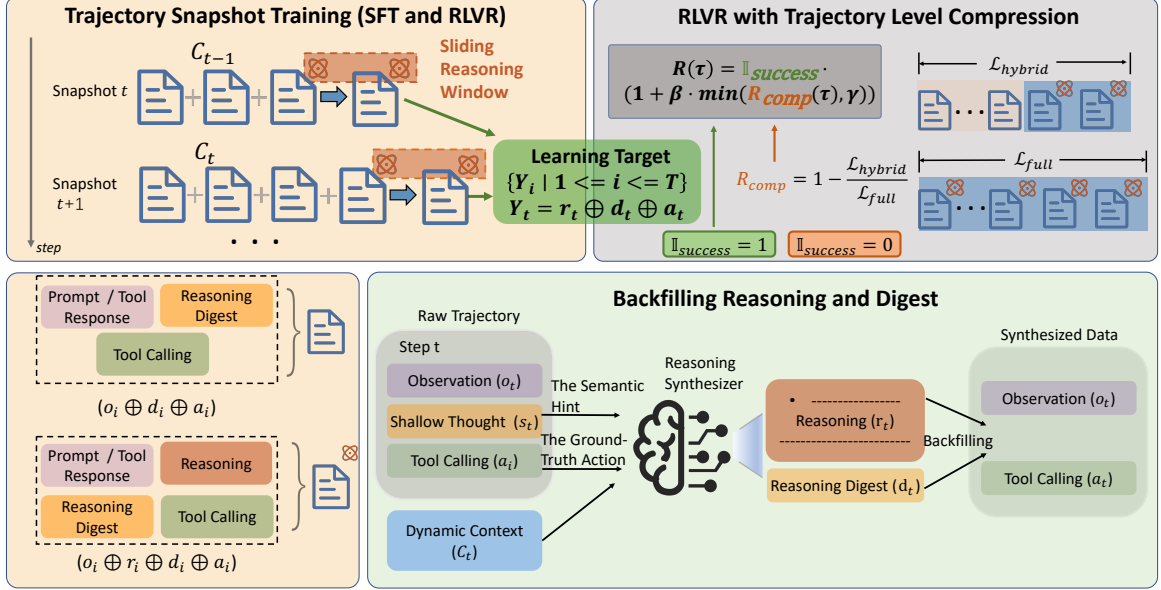 Trajectory Snapshot Training (SFT and RLVR)
C_{t-1}
Sliding
Reasoning
Window
Snapshot t
+ +
C_t
Snapshot
t+1
+ + +
• • •
step
Learning Target
{Y_i | 1 <= i <= T}
Y_t = r_t ⊕ d_t ⊕ a_t
RLVR with Trajectory Level Compression
R(τ) = 𝕀_success ·
(1 + β · min(R_comp(τ), γ))
R_comp = 1 − ℒ_hybrid / ℒ_full
𝕀_success = 1
𝕀_success = 0
ℒ_hybrid
• • •
ℒ_full
• • •
Prompt / Tool
Response
Reasoning
Digest
Tool Calling
(o_i ⊕ d_i ⊕ a_i)
Prompt / Tool
Response
Reasoning
Reasoning
Digest
Tool Calling
(o_i ⊕ r_i ⊕ d_i ⊕ a_i)
Backfilling Reasoning and Digest
Raw Trajectory
Step t
Observation (o_t)
Shallow Thought (s_t)
Tool Calling (a_i)
Dynamic Context
(C_t)
The Semantic
Hint
The Ground-
Truth Action
Reasoning
Synthesizer
• ---------------
Reasoning (r_t)
----------------------
Reasoning Digest (d_t)
Backfilling
Synthesized Data
Observation (o_t)
Tool Calling (a_t)